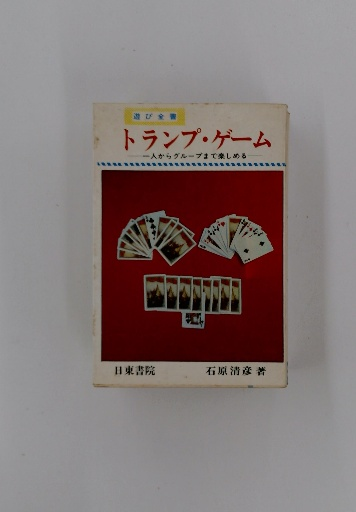 遊び全書
トランプ・ゲーム
一人からグループまで楽しめる
日東書院 石原清彦 著